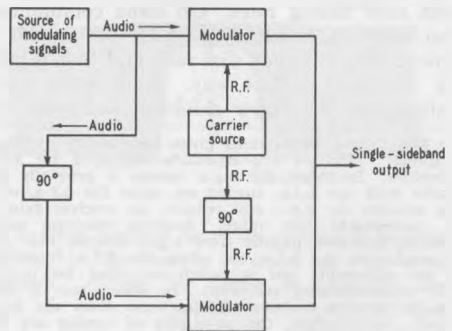 Source of
modulating
signals
Audio
Modulator
R.F.
Audio
Carrier
source
Single-sideband
output
90°
R.F.
90°
R.F.
Audio
Modulator